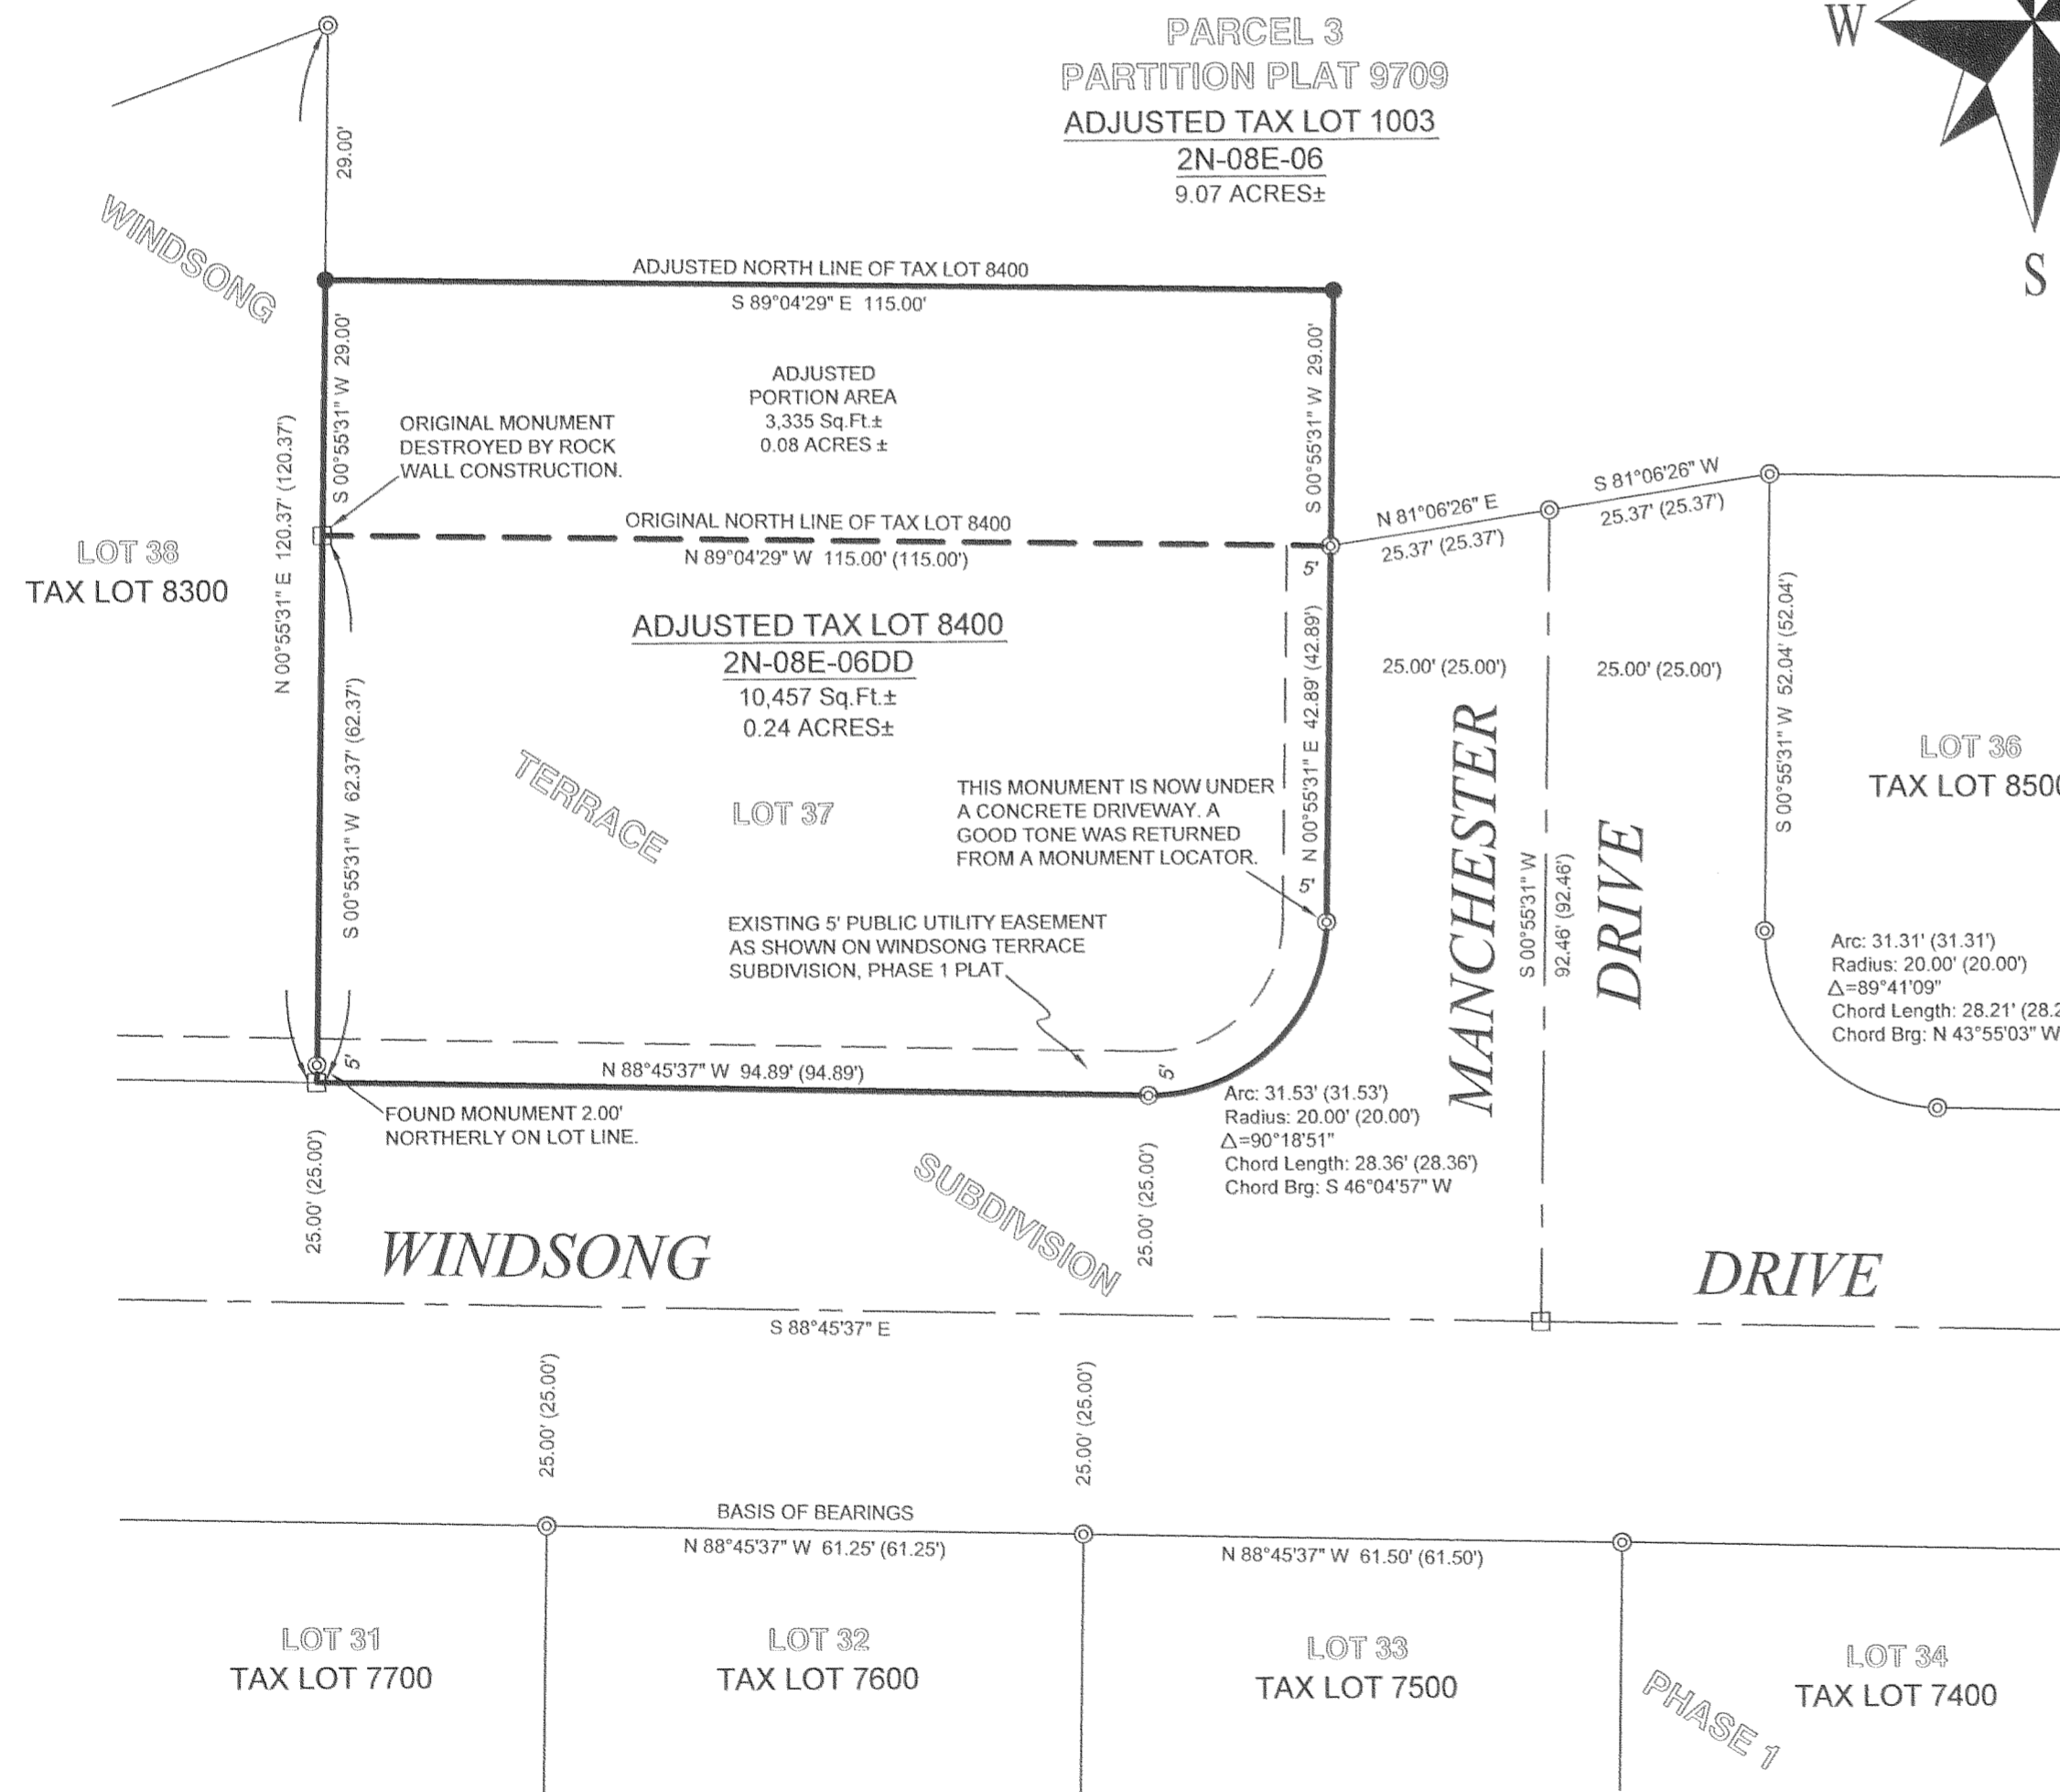 PARCEL 3
PARTITION PLAT 9709
ADJUSTED TAX LOT 1003
2N-08E-06
9.07 ACRES±
W
S
29.00'
WINDSONG
ADJUSTED NORTH LINE OF TAX LOT 8400
S 89°04'29" E 115.00'
S 00°55'31" W 29.00'
S 00°55'31" W 29.00'
ADJUSTED
PORTION AREA
3,335 Sq.Ft.±
0.08 ACRES ±
ORIGINAL MONUMENT
DESTROYED BY ROCK
WALL CONSTRUCTION.
N 00°55'31" E 120.37' (120.37')
ORIGINAL NORTH LINE OF TAX LOT 8400
N 89°04'29" W 115.00' (115.00')
N 81°06'26" E
25.37' (25.37')
S 81°06'26" W
25.37' (25.37')
LOT 38
TAX LOT 8300
5'
ADJUSTED TAX LOT 8400
2N-08E-06DD
10,457 Sq.Ft.±
0.24 ACRES±
N 00°55'31" E 42.89' (42.89')
25.00' (25.00')
25.00' (25.00')
S 00°55'31" W 52.04' (52.04')
S 00°55'31" W 62.37' (62.37')
TERRACE
LOT 37
THIS MONUMENT IS NOW UNDER
A CONCRETE DRIVEWAY. A
GOOD TONE WAS RETURNED
FROM A MONUMENT LOCATOR.
5'
MANCHESTER
DRIVE
S 00°55'31" W
92.46' (92.46')
LOT 36
TAX LOT 8500
EXISTING 5' PUBLIC UTILITY EASEMENT
AS SHOWN ON WINDSONG TERRACE
SUBDIVISION, PHASE 1 PLAT
Arc: 31.31' (31.31')
Radius: 20.00' (20.00')
Δ=89°41'09"
Chord Length: 28.21' (28.2
Chord Brg: N 43°55'03" W
5'
N 88°45'37" W 94.89' (94.89')
5'
FOUND MONUMENT 2.00'
NORTHERLY ON LOT LINE.
Arc: 31.53' (31.53')
Radius: 20.00' (20.00')
Δ=90°18'51"
Chord Length: 28.36' (28.36')
Chord Brg: S 46°04'57" W
25.00' (25.00')
25.00' (25.00')
SUBDIVISION
WINDSONG
DRIVE
S 88°45'37" E
25.00' (25.00')
25.00' (25.00')
BASIS OF BEARINGS
N 88°45'37" W 61.25' (61.25')
N 88°45'37" W 61.50' (61.50')
LOT 31
TAX LOT 7700
LOT 32
TAX LOT 7600
LOT 33
TAX LOT 7500
LOT 34
TAX LOT 7400
PHASE 1